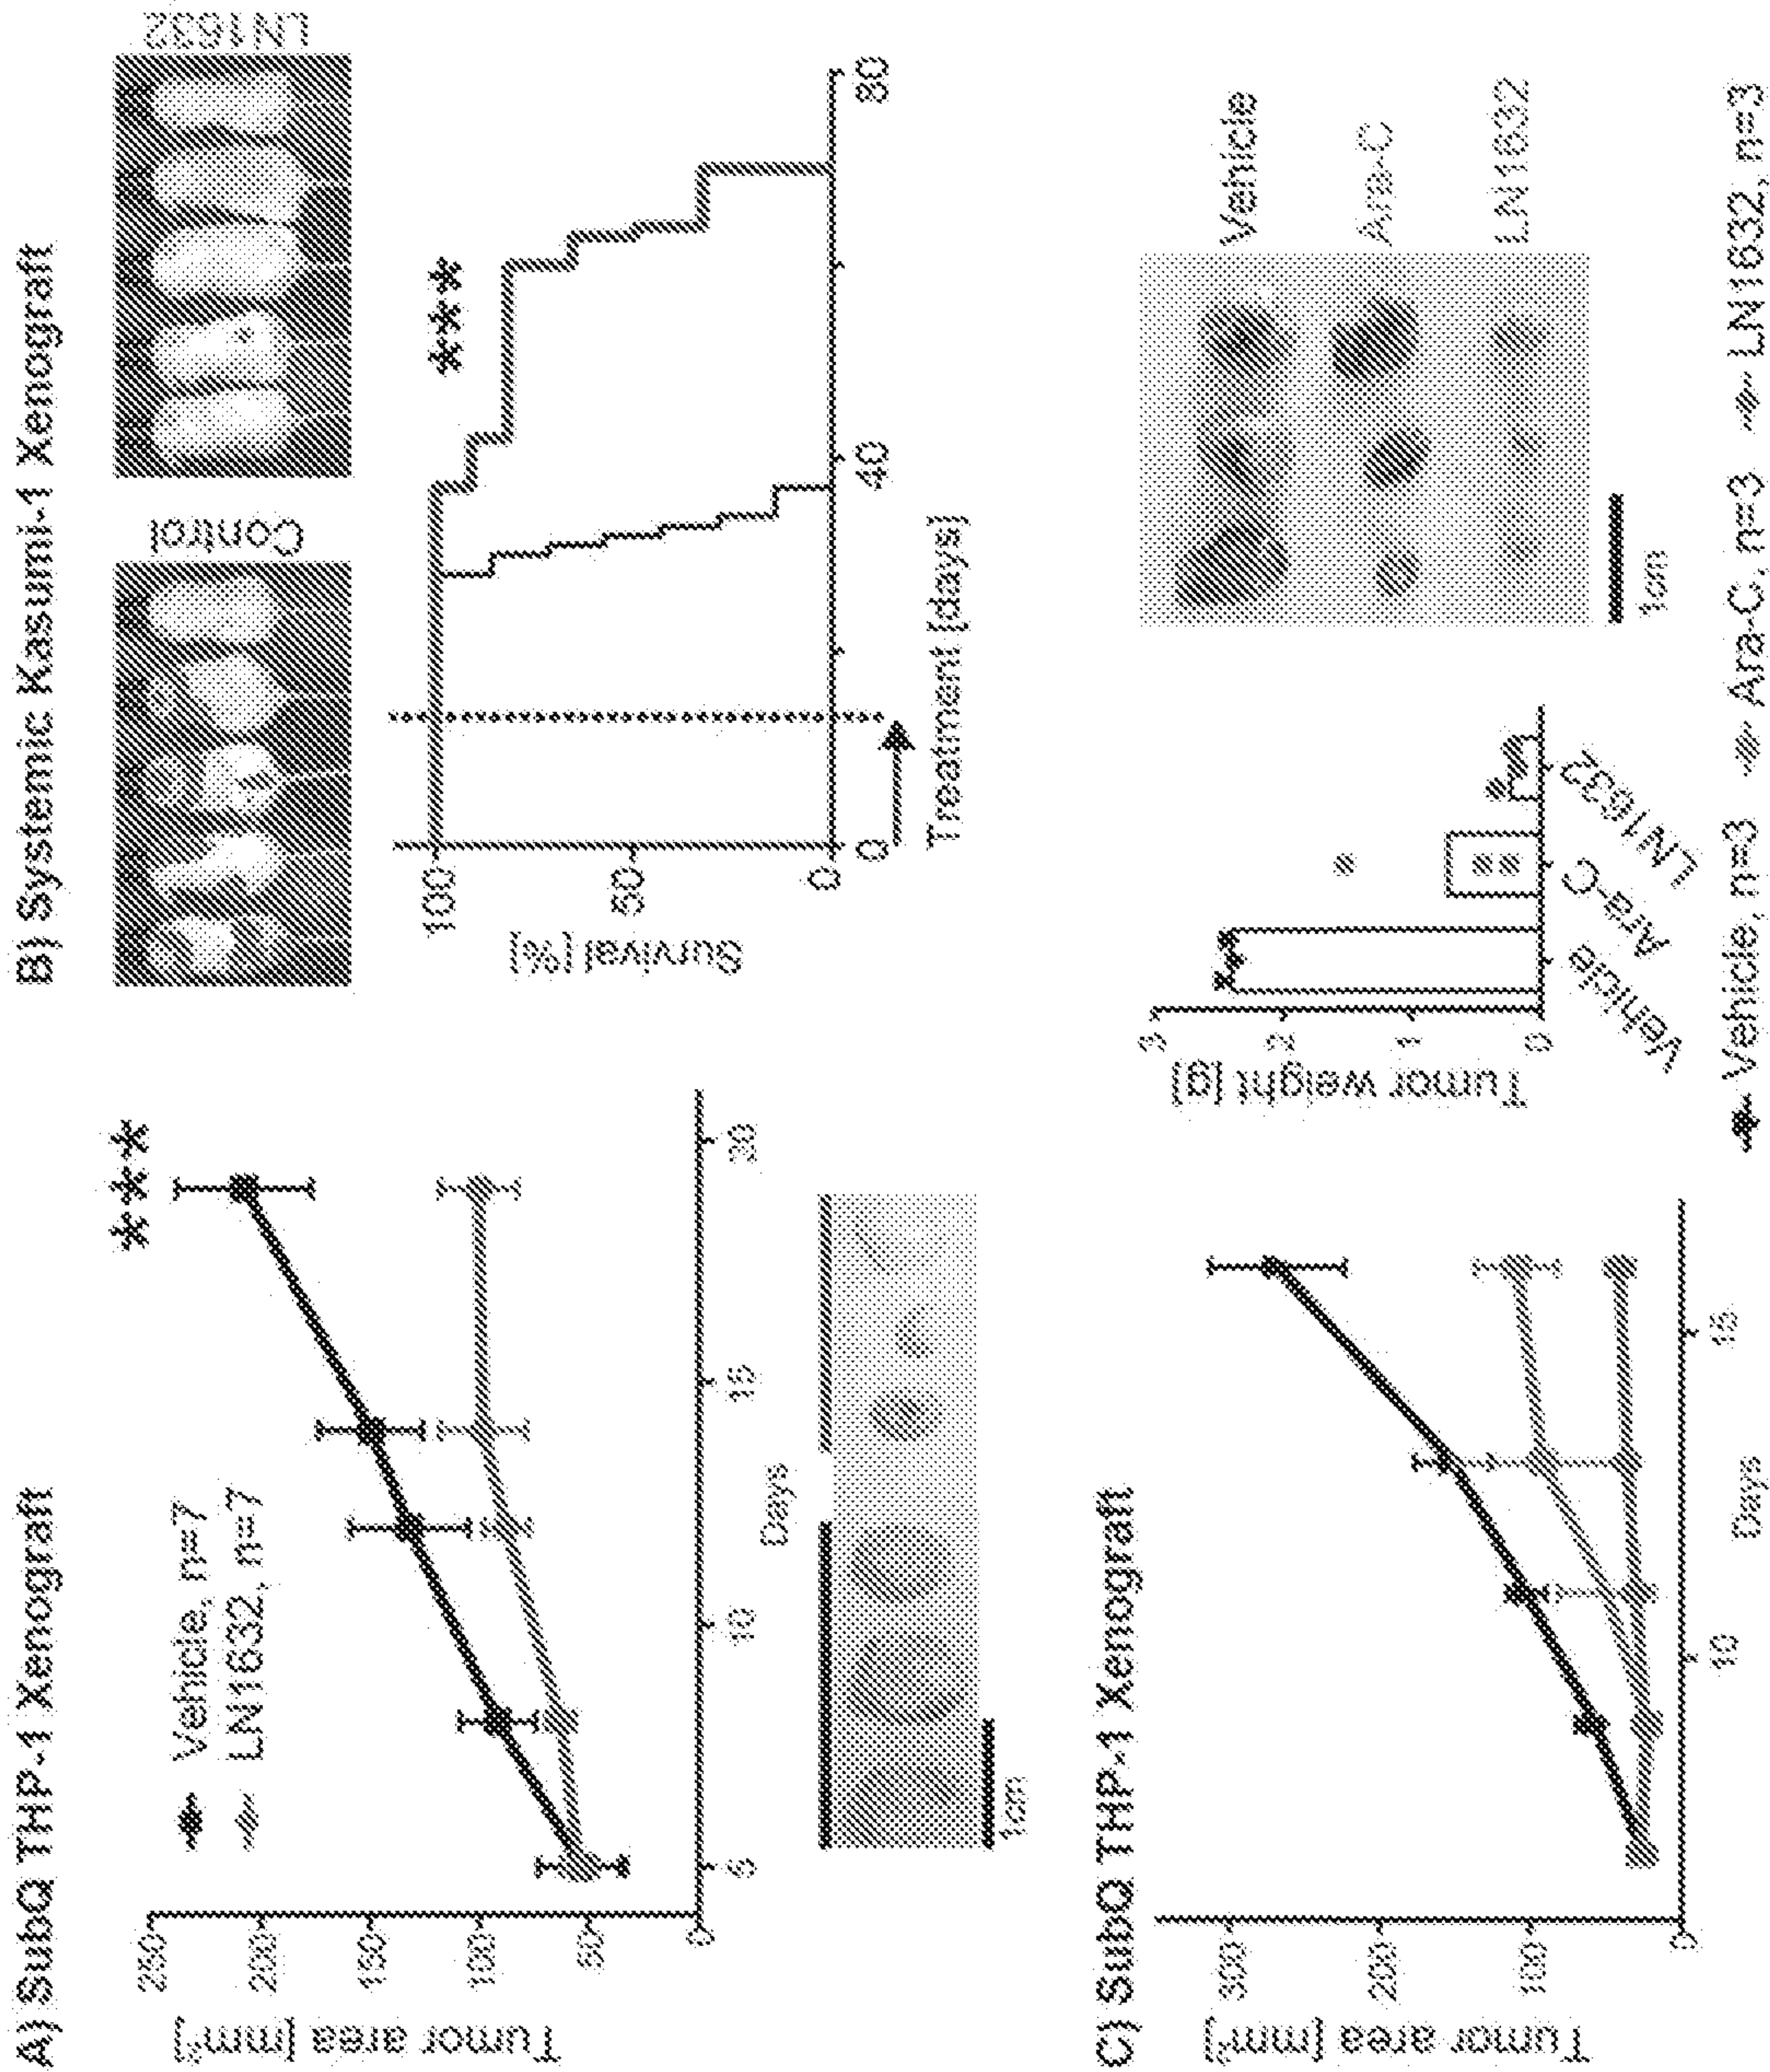 A) SubQ THP-1 Xenograft
Vehicle, n=7
LN1632, n=7
***
250
200
150
100
50
0
Tumor area [mm²]
5
10
15
20
Days
1cm
B) Systemic Kasumi-1 Xenograft
Control
LN1632
***
100
50
0
Survival [%]
0
40
80
Treatment [days]
C) SubQ THP-1 Xenograft
300
200
100
0
Tumor area [mm²]
10
15
Days
3
2
1
0
Tumor weight [g]
Vehicle
Ara-C
LN1632
Vehicle
Ara-C
LN1632
1cm
Vehicle, n=3
Ara-C, n=3
LN1632, n=3